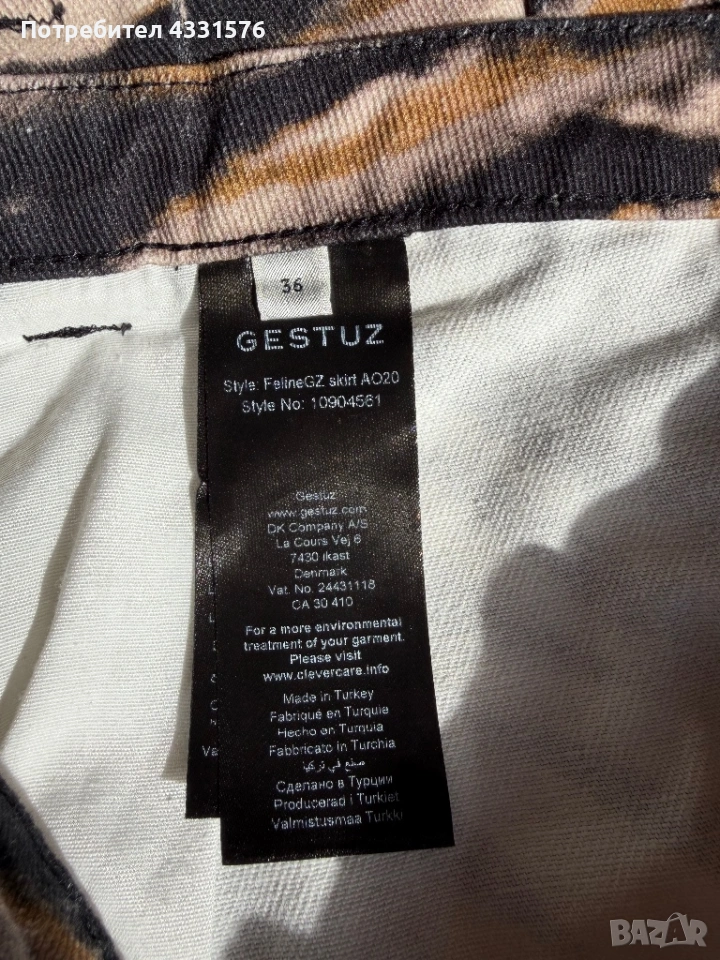 Потребител 4331576
36
GESTUZ
Style: FelineGZ skirt AO20
Style No: 10904561
Gestuz
www.gestuz.com
DK Company A/S
La Cours Vej 6
7430 Ikast
Denmark
Vat. No. 24431118
CA 30 410
For a more environmental
treatment of your garment.
Please visit
www.clevercare.info
Made in Turkey
Fabriqué en Turquie
Hecho en Turquia
Fabbricato in Turchia
صنع في تركيا
Сделано в Турции
Producerad i Turkiet
Valmistusmaa Turkki
Va
BAZAR